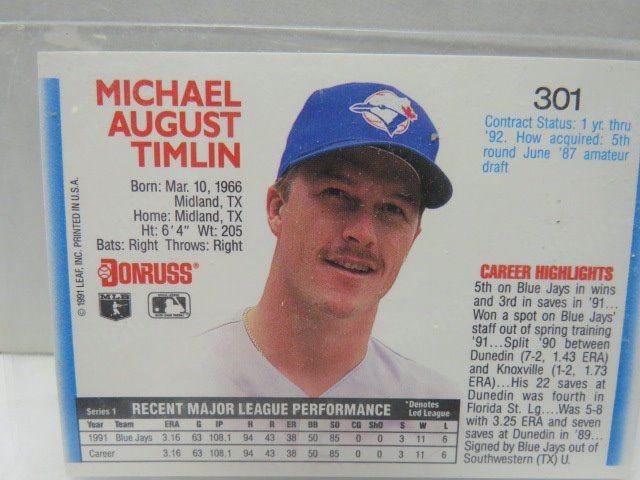 MICHAEL
AUGUST
TIMLIN
Born: Mar. 10, 1966
Midland, TX
Home: Midland, TX
Ht: 6'4" Wt: 205
Bats: Right Throws: Right
DONRUSS®
MLB
© 1991 LEAF, INC. PRINTED IN U.S.A.
301
Contract Status: 1 yr. thru
'92. How acquired: 5th
round June '87 amateur
draft
CAREER HIGHLIGHTS
5th on Blue Jays in wins
and 3rd in saves in '91...
Won a spot on Blue Jays'
staff out of spring training
'91...Split '90 between
Dunedin (7-2, 1.43 ERA)
and Knoxville (1-2, 1.73
ERA)...His 22 saves at
Dunedin was fourth in
Florida St. Lg....Was 5-8
with 3.25 ERA and seven
saves at Dunedin in '89...
Signed by Blue Jays out of
Southwestern (TX) U.
Series 1 RECENT MAJOR LEAGUE PERFORMANCE *Denotes Led League
Year Team ERA G IP H R ER BB SO CG ShO S W L
1991 Blue Jays 3.16 63 108.1 94 43 38 50 85 0 0 3 11 6
Career 3.16 63 108.1 94 43 38 50 85 0 0 3 11 6